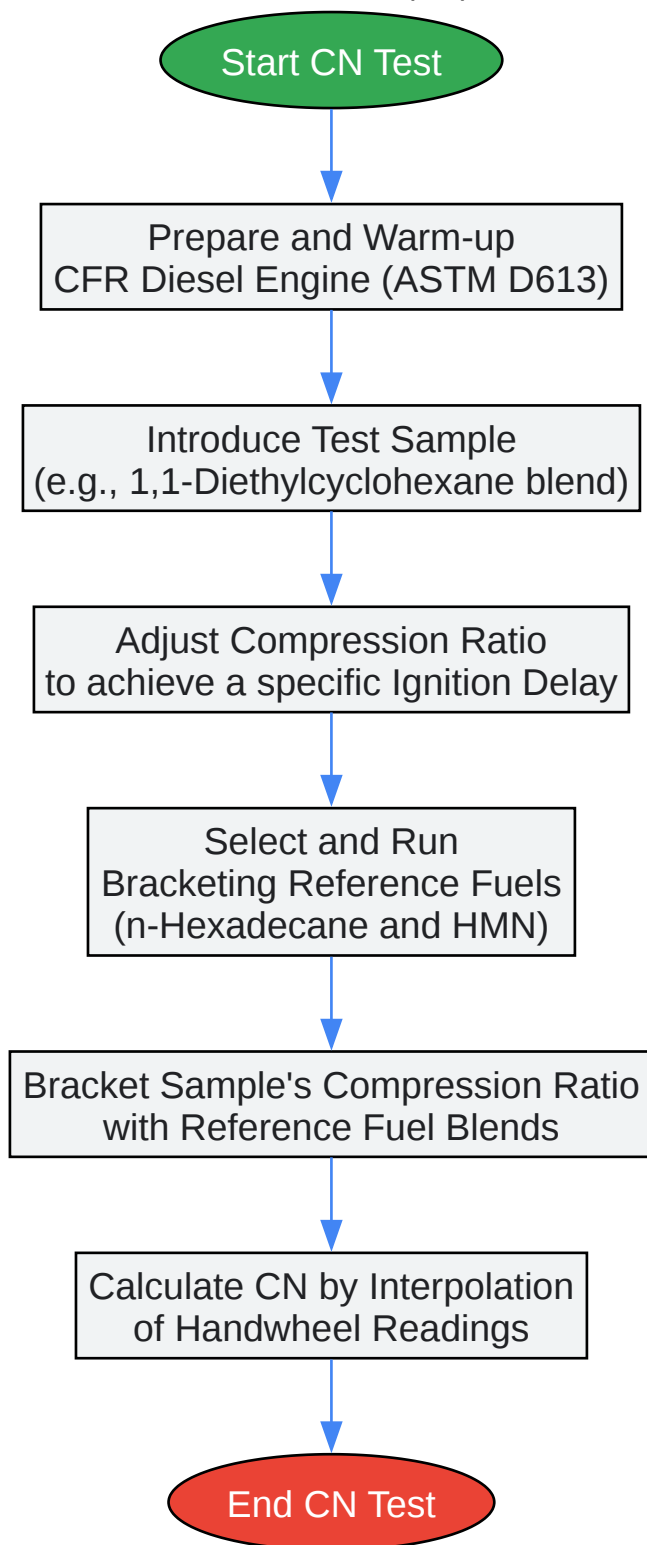 Start CN Test
Prepare and Warm-up
CFR Diesel Engine (ASTM D613)
Introduce Test Sample
(e.g., 1,1-Diethylcyclohexane blend)
Adjust Compression Ratio
to achieve a specific Ignition Delay
Select and Run
Bracketing Reference Fuels
(n-Hexadecane and HMN)
Bracket Sample's Compression Ratio
with Reference Fuel Blends
Calculate CN by Interpolation
of Handwheel Readings
End CN Test